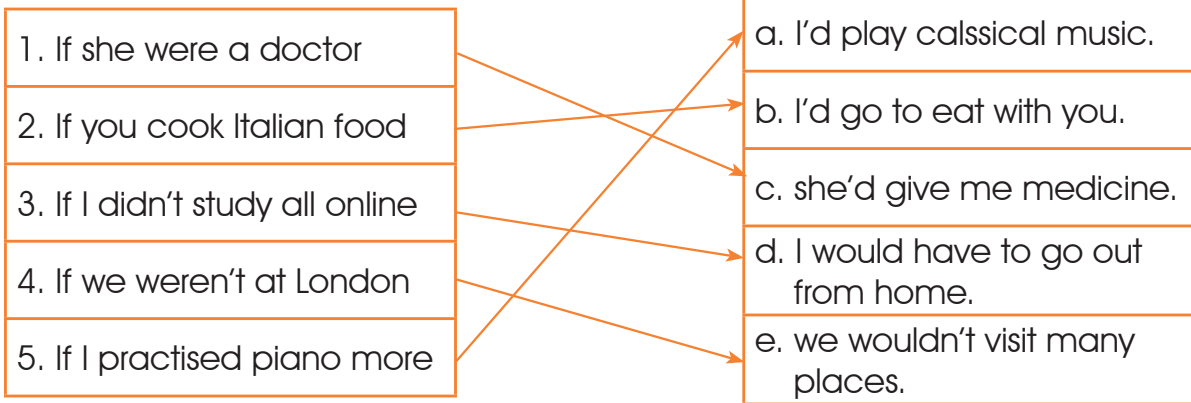 1. If she were a doctor
2. If you cook Italian food
3. If I didn't study all online
4. If we weren't at London
5. If I practised piano more
a. I'd play calssical music.
b. I'd go to eat with you.
c. she'd give me medicine.
d. I would have to go out
from home.
e. we wouldn't visit many
places.